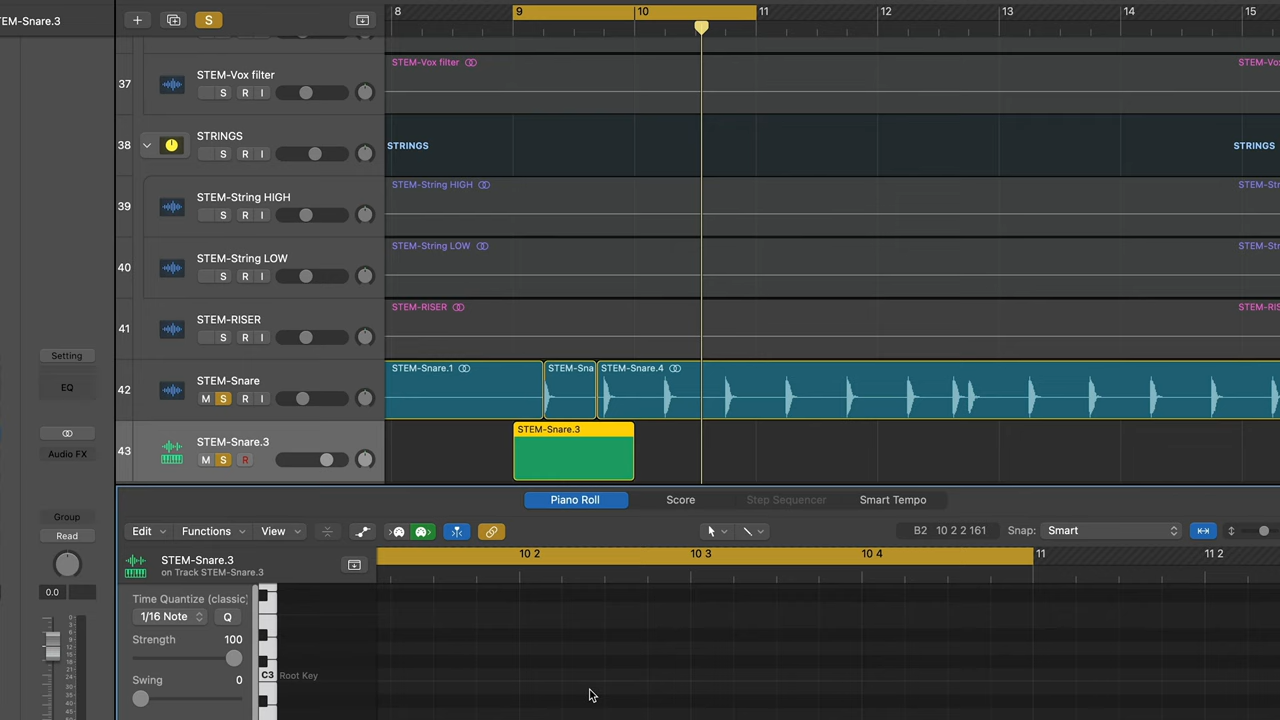 TEM-Snare.3
S
8
9
10
11
12
13
14
15
37
STEM-Vox filter
S R I
STEM-Vox filter
STEM-Vo
38
STRINGS
S R I
STRINGS
STRINGS
39
STEM-String HIGH
S R I
STEM-String HIGH
STEM-Str
40
STEM-String LOW
S R I
STEM-String LOW
STEM-Str
41
STEM-RISER
S R I
STEM-RISER
STEM-RIS
42
STEM-Snare
M S R I
STEM-Snare.1
STEM-Sna
STEM-Snare.4
43
STEM-Snare.3
M S R
STEM-Snare.3
Setting
EQ
Audio FX
Group
Read
0.0
Piano Roll
Score
Step Sequencer
Smart Tempo
Edit
Functions
View
B2 10 2 2 161
Snap:
Smart
STEM-Snare.3
on Track STEM-Snare.3
10 2
10 3
10 4
11
11 2
Time Quantize (classic)
1/16 Note
Q
Strength 100
Swing 0
C3
Root Key